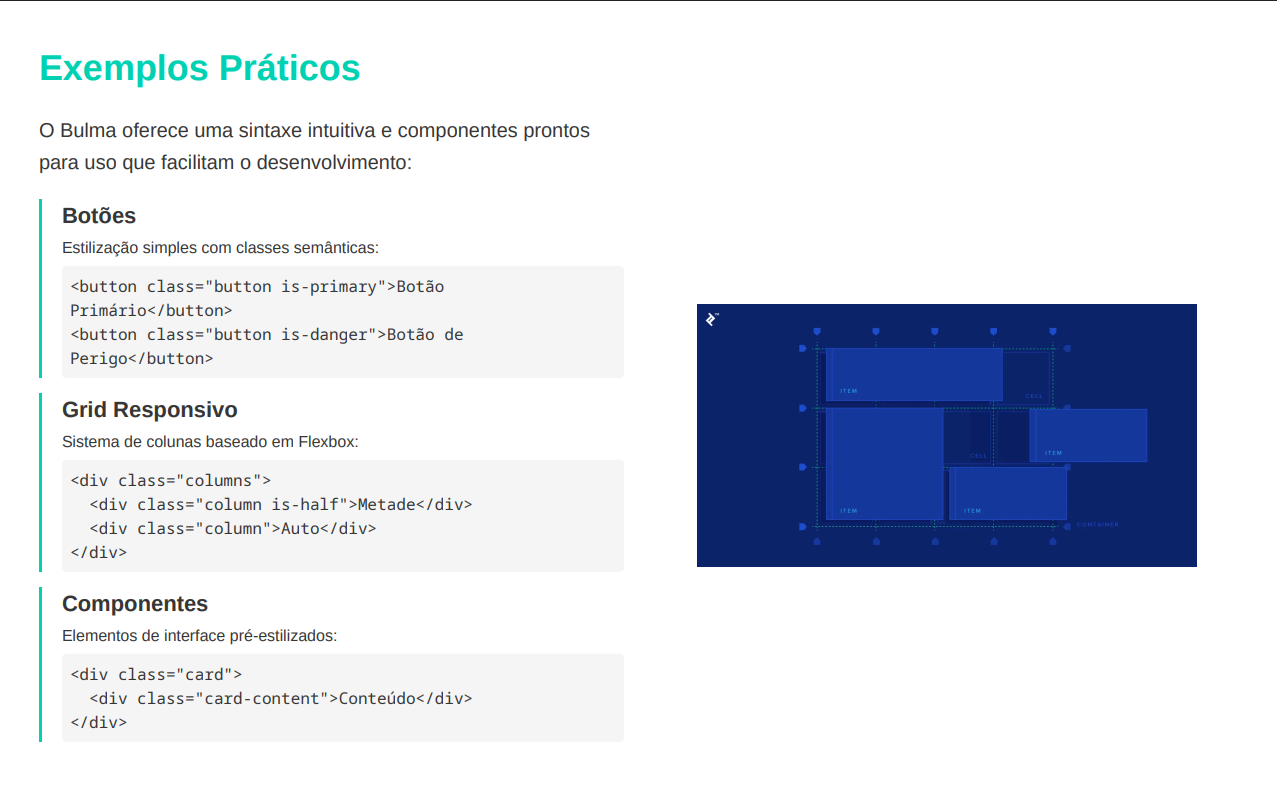 Exemplos Práticos
O Bulma oferece uma sintaxe intuitiva e componentes prontos
para uso que facilitam o desenvolvimento:
Botões
Estilização simples com classes semânticas:
<button class="button is-primary">Botão
Primário</button>
<button class="button is-danger">Botão de
Perigo</button>
Grid Responsivo
Sistema de colunas baseado em Flexbox:
<div class="columns">
  <div class="column is-half">Metade</div>
  <div class="column">Auto</div>
</div>
Componentes
Elementos de interface pré-estilizados:
<div class="card">
  <div class="card-content">Conteúdo</div>
</div>
ITEM
CELL
CELL
ITEM
ITEM
ITEM
CONTAINER